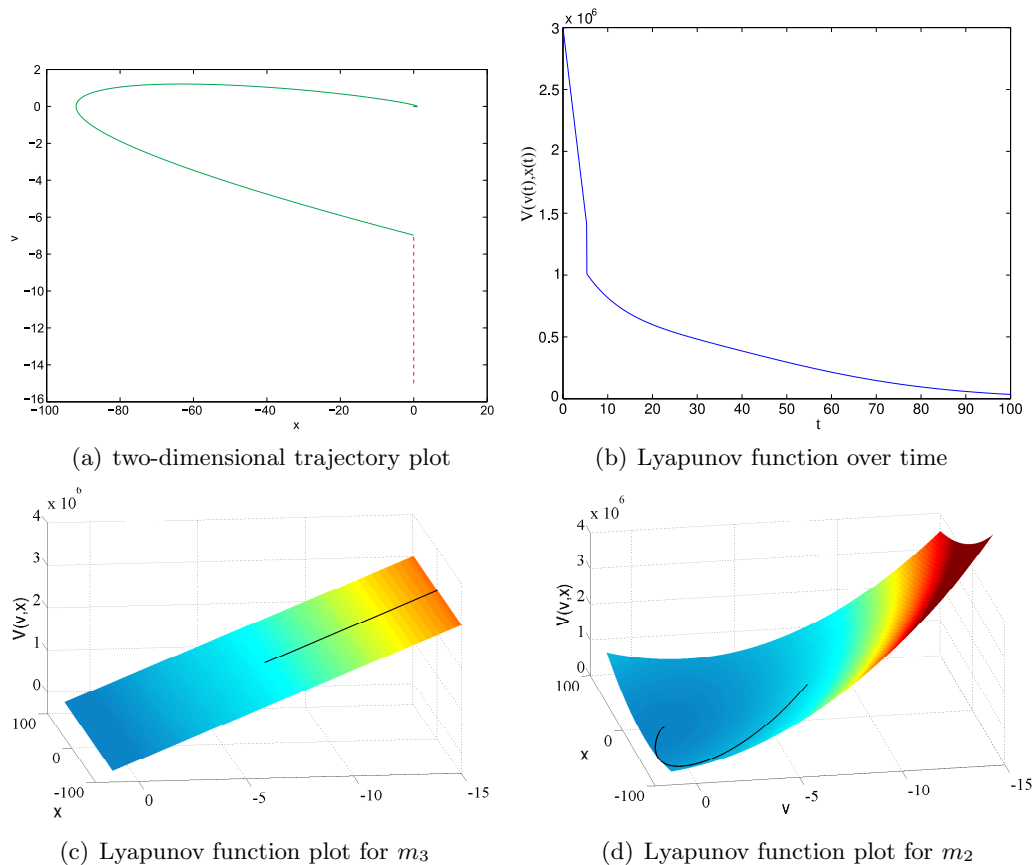 2
0
−2
−4
−6
−8
−10
−12
−14
−16
v
−100 −80 −60 −40 −20 0 20
x
(a) two-dimensional trajectory plot
x 10^6
3
2.5
2
1.5
1
0.5
0
V(v(t),x(t))
0 10 20 30 40 50 60 70 80 90 100
t
(b) Lyapunov function over time
x 10^6
4
3
2
1
0
V(v,x)
100
0
-100
X
0 -5 -10 -15
(c) Lyapunov function plot for m_3
x 10^6
4
3
2
1
0
V(v,x)
100
0
-100
X
0 -5 -10 -15
V
(d) Lyapunov function plot for m_2